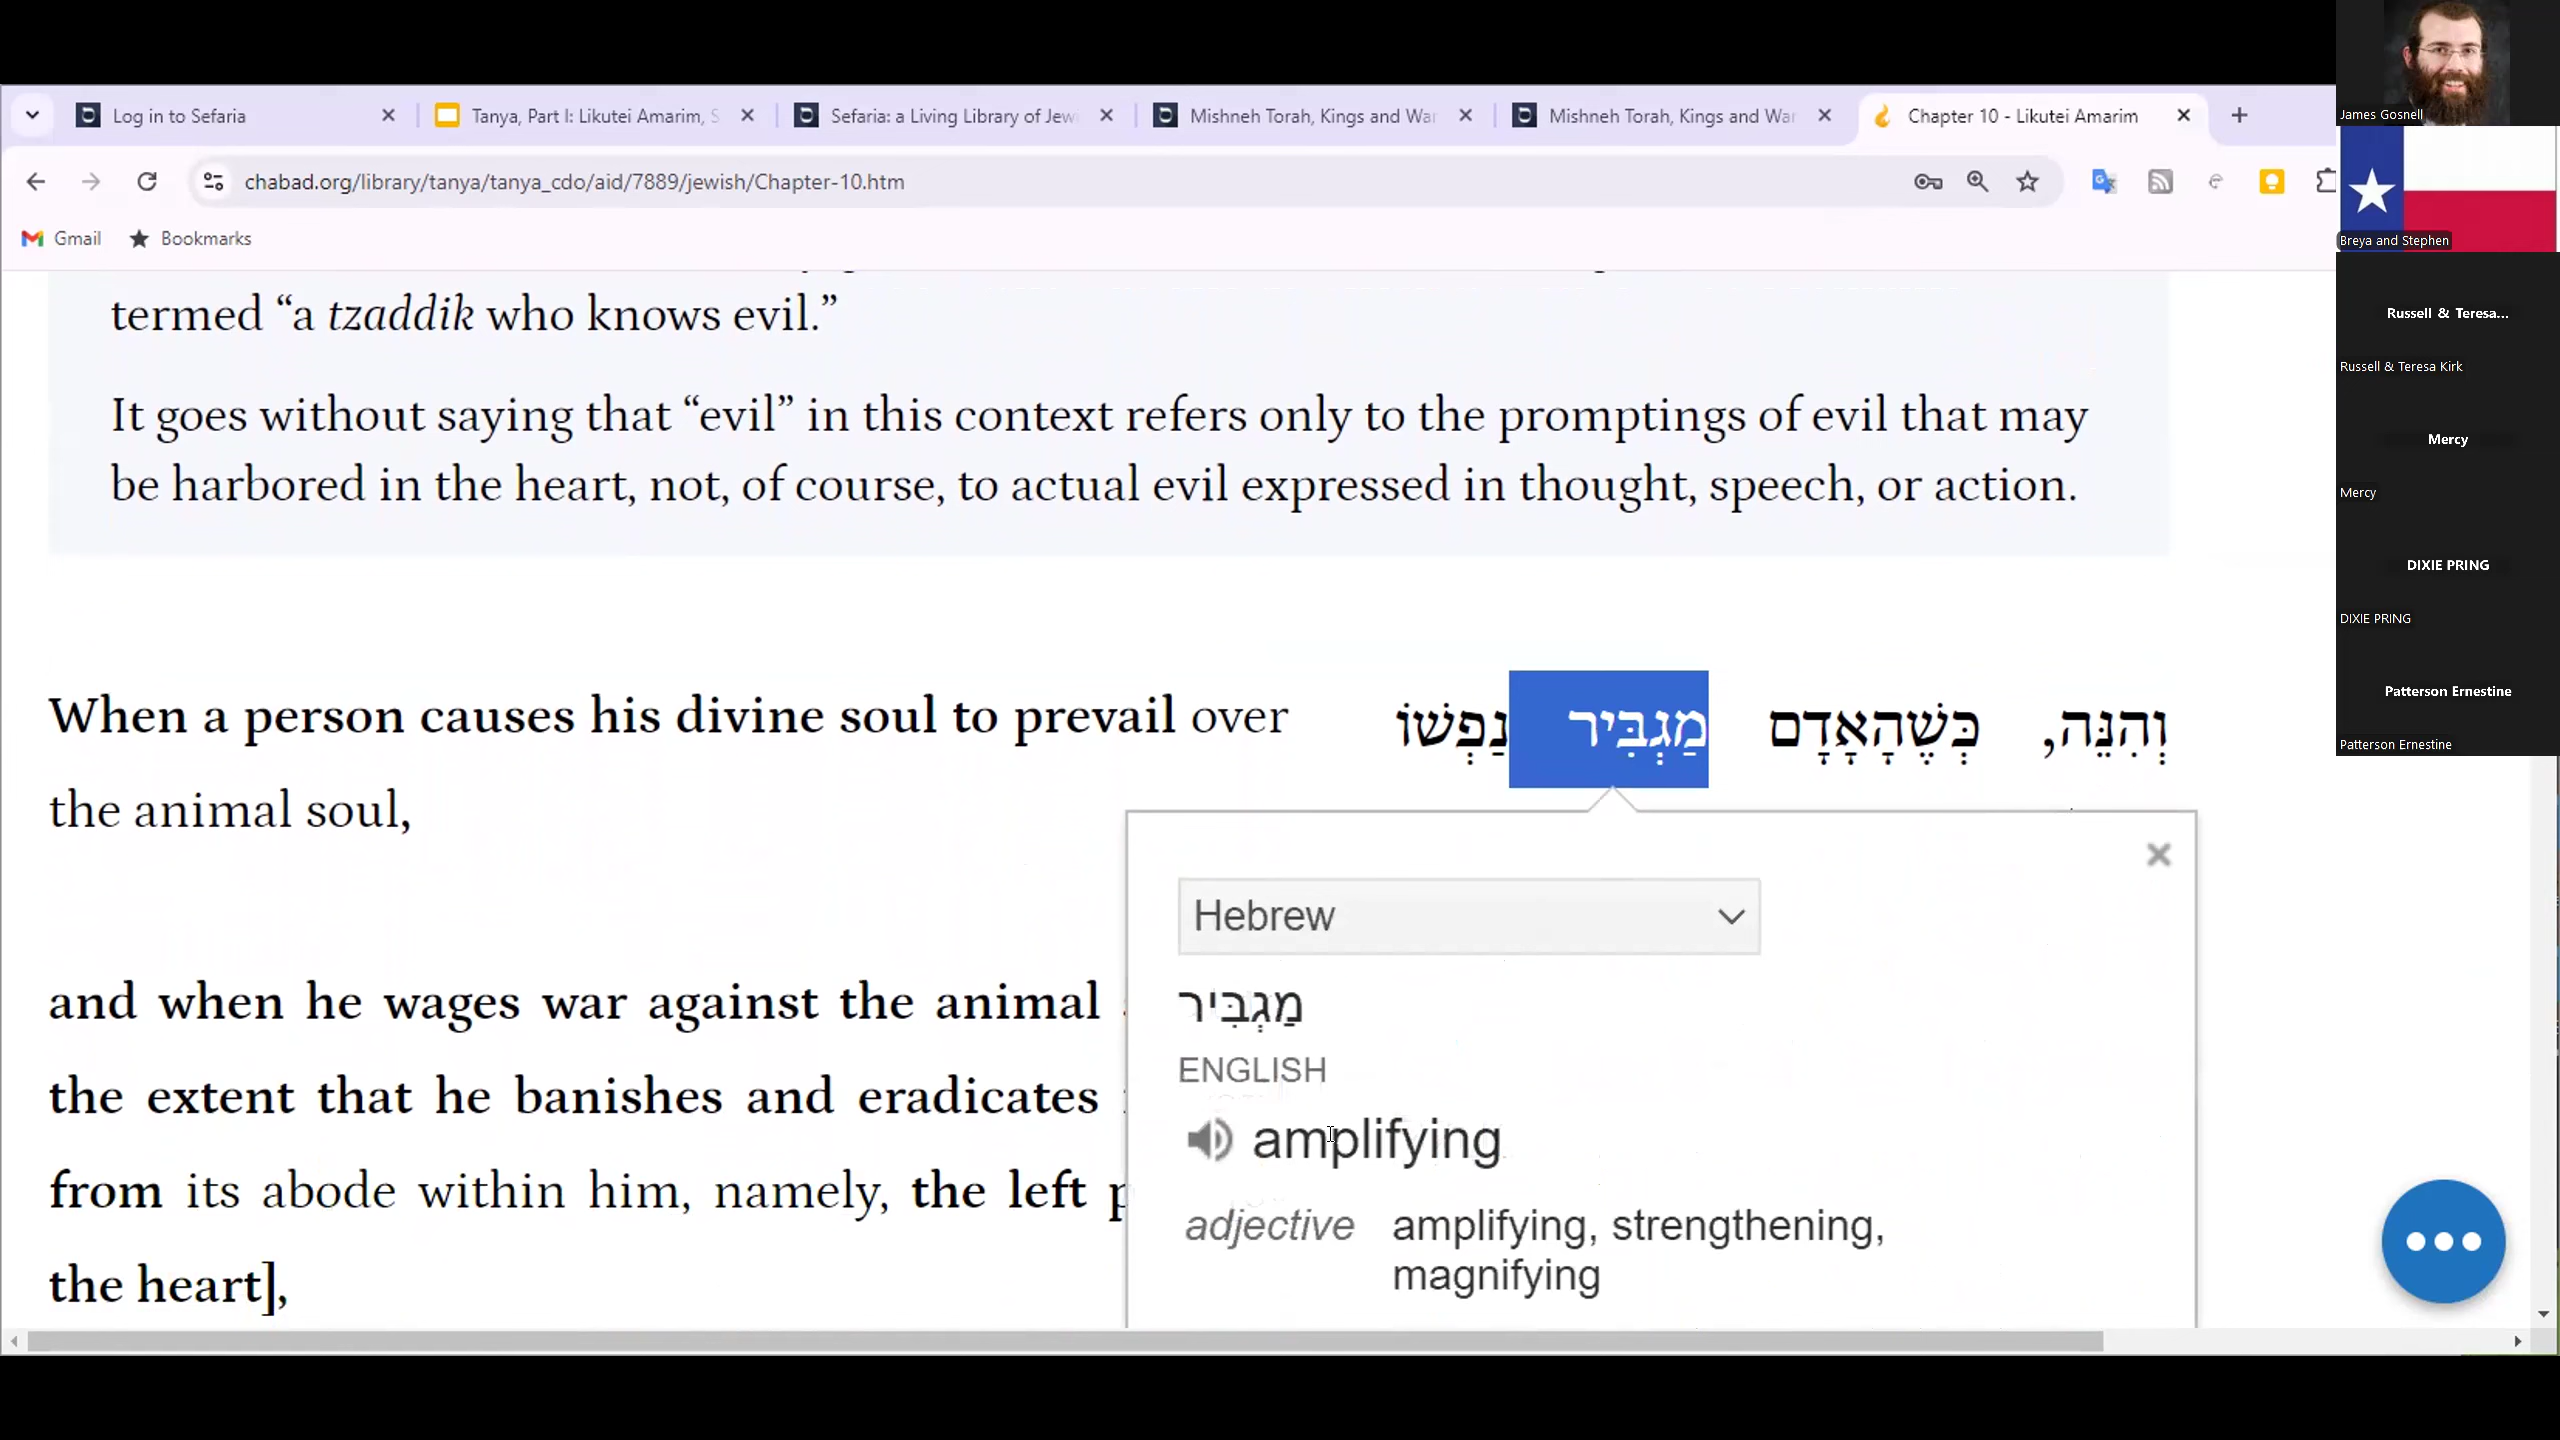 Log in to Sefaria
Tanya, Part I: Likutei Amarim, S
Sefaria: a Living Library of Jew
Mishneh Torah, Kings and War
Mishneh Torah, Kings and War
Chapter 10 - Likutei Amarim
chabad.org/library/tanya/tanya_cdo/aid/7889/jewish/Chapter-10.htm
Gmail
Bookmarks
termed “a tzaddik who knows evil.”
It goes without saying that “evil” in this context refers only to the promptings of evil that may
be harbored in the heart, not, of course, to actual evil expressed in thought, speech, or action.
When a person causes his divine soul to prevail over
the animal soul,
וְהִנֵּה, כְּשֶׁהָאָדָם מַגְבִּיר נַפְשׁוֹ
and when he wages war against the animal
the extent that he banishes and eradicates
from its abode within him, namely, the left
the heart],
Hebrew
מַגְבִּיר
ENGLISH
amplifying
adjective amplifying, strengthening,
magnifying
James Gosnell
Breya and Stephen
Russell & Teresa...
Russell & Teresa Kirk
Mercy
Mercy
DIXIE PRING
DIXIE PRING
Patterson Ernestine
Patterson Ernestine